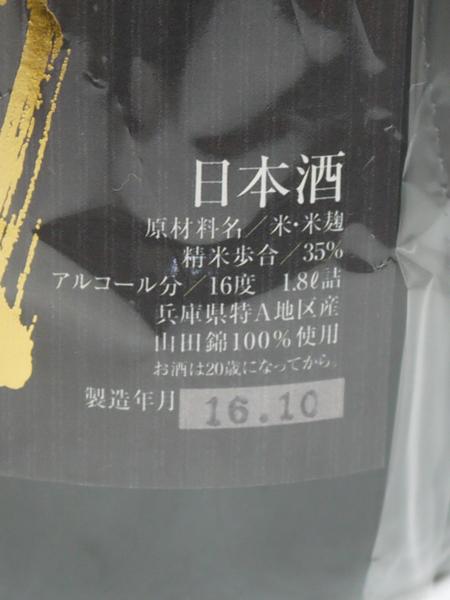 日本酒
原材料名/米・米麹
精米歩合/35%
アルコール分/16度 1.8ℓ詰
兵庫県特A地区産
山田錦100%使用
お酒は20歳になってから。
製造年月 16.10